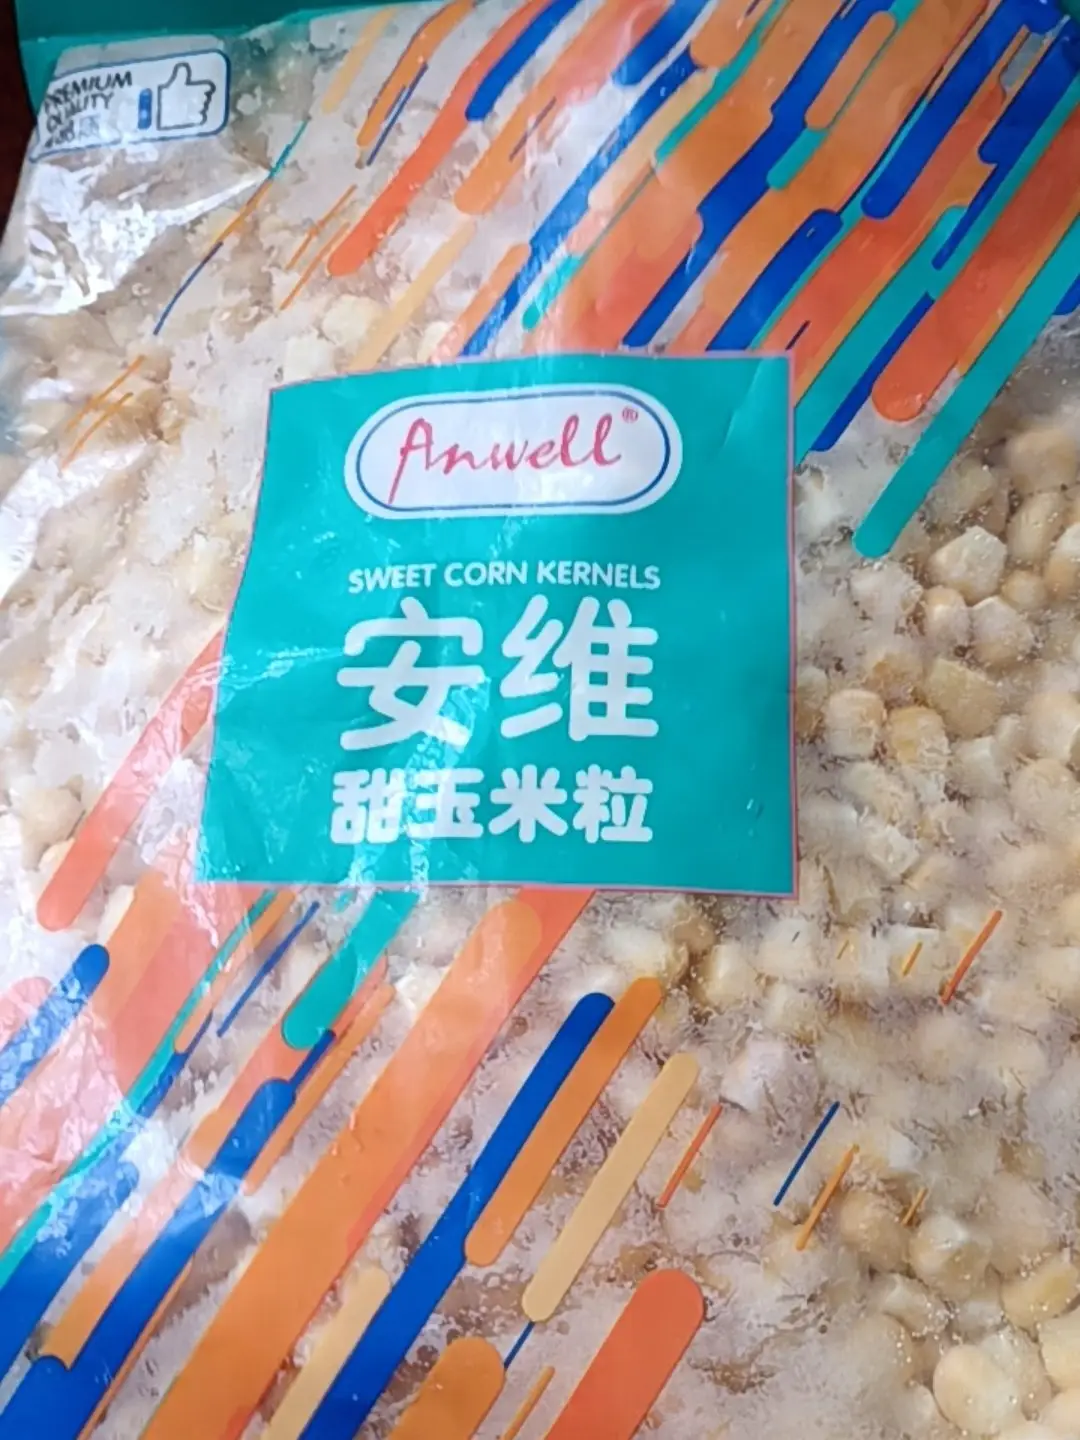 PREMIUM
QUALITY
Anwell®
SWEET CORN KERNELS
安维
甜玉米粒